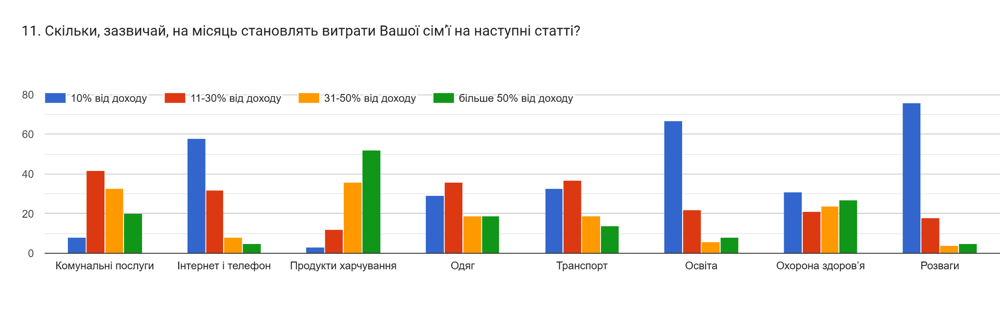 11. Скільки, зазвичай, на місяць становлять витрати Вашої сім’ї на наступні статті?
80
10% від доходу
11-30% від доходу
31-50% від доходу
більше 50% від доходу
60
40
20
0
Комунальні послуги
Інтернет і телефон
Продукти харчування
Одяг
Транспорт
Освіта
Охорона здоров’я
Розваги